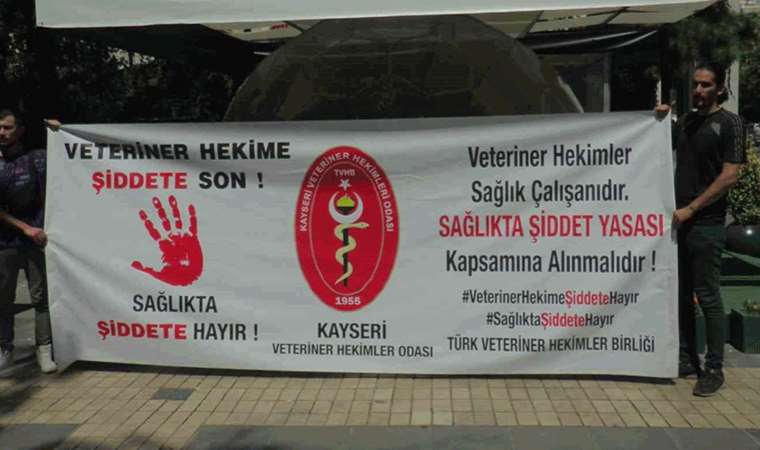 VETERİNER HEKİME
ŞİDDETE SON !
SAĞLIKTA
ŞİDDETE HAYIR !
KAYSERİ VETERİNER HEKİMLERİ ODASI
TVHB
1955
KAYSERİ
VETERİNER HEKİMLER ODASI
Veteriner Hekimler
Sağlık Çalışanıdır.
SAĞLIKTA ŞİDDET YASASI
Kapsamına Alınmalıdır !
#VeterinerHekimeŞiddeteHayır
#SağlıktaŞiddeteHayır
TÜRK VETERİNER HEKİMLER BİRLİĞİ